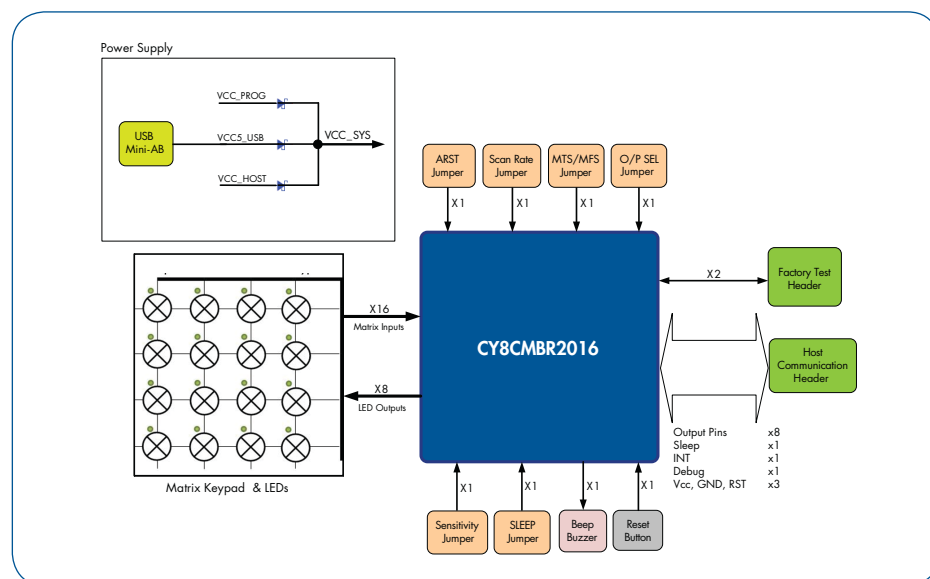 Power Supply
VCC_PROG
USB
Mini-AB
VCC5_USB
VCC_SYS
VCC_HOST
ARST
Jumper
Scan Rate
Jumper
MTS/MFS
Jumper
O/P SEL
Jumper
X1
X1
X1
X1
X16
Matrix Inputs
X8
LED Outputs
Matrix Keypad & LEDs
CY8CMBR2016
X2
Factory Test
Header
Host
Communication
Header
Output Pins x8
Sleep x1
INT x1
Debug x1
Vcc, GND, RST x3
X1
X1
X1
X1
Sensitivity
Jumper
SLEEP
Jumper
Beep
Buzzer
Reset
Button